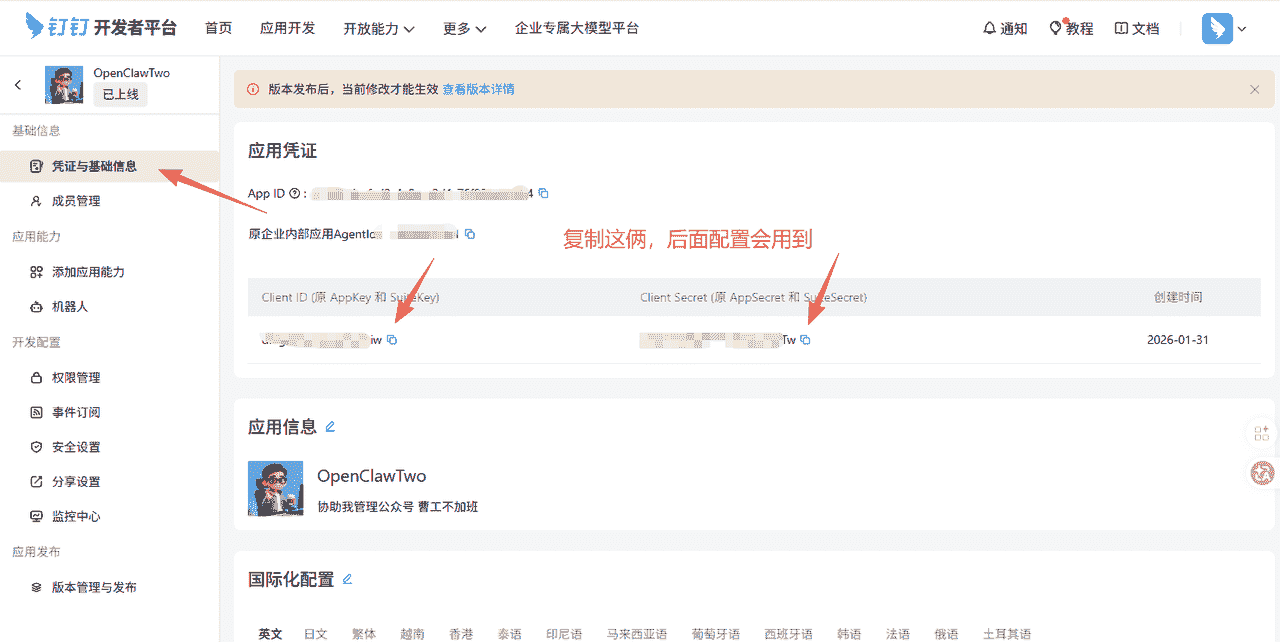 钉钉 开发者平台 首页 应用开发 开放能力 更多 企业专属大模型平台 通知 教程 文档
OpenClawTwo
已上线
基础信息
凭证与基础信息
成员管理
应用能力
添加应用能力
机器人
开发配置
权限管理
事件订阅
安全设置
分享设置
监控中心
应用发布
版本管理与发布
版本发布后，当前修改才能生效 查看版本详情
应用凭证
App ID : 4
原企业内部应用AgentId
复制这俩，后面配置会用到
Client ID (原 AppKey 和 SuiteKey) Client Secret (原 AppSecret 和 SuiteSecret) 创建时间
iw Tw 2026-01-31
应用信息
OpenClawTwo
协助我管理公众号 曹工不加班
国际化配置
英文 日文 繁体 越南 香港 泰语 印尼语 马来西亚语 葡萄牙语 西班牙语 韩语 法语 俄语 土耳其语